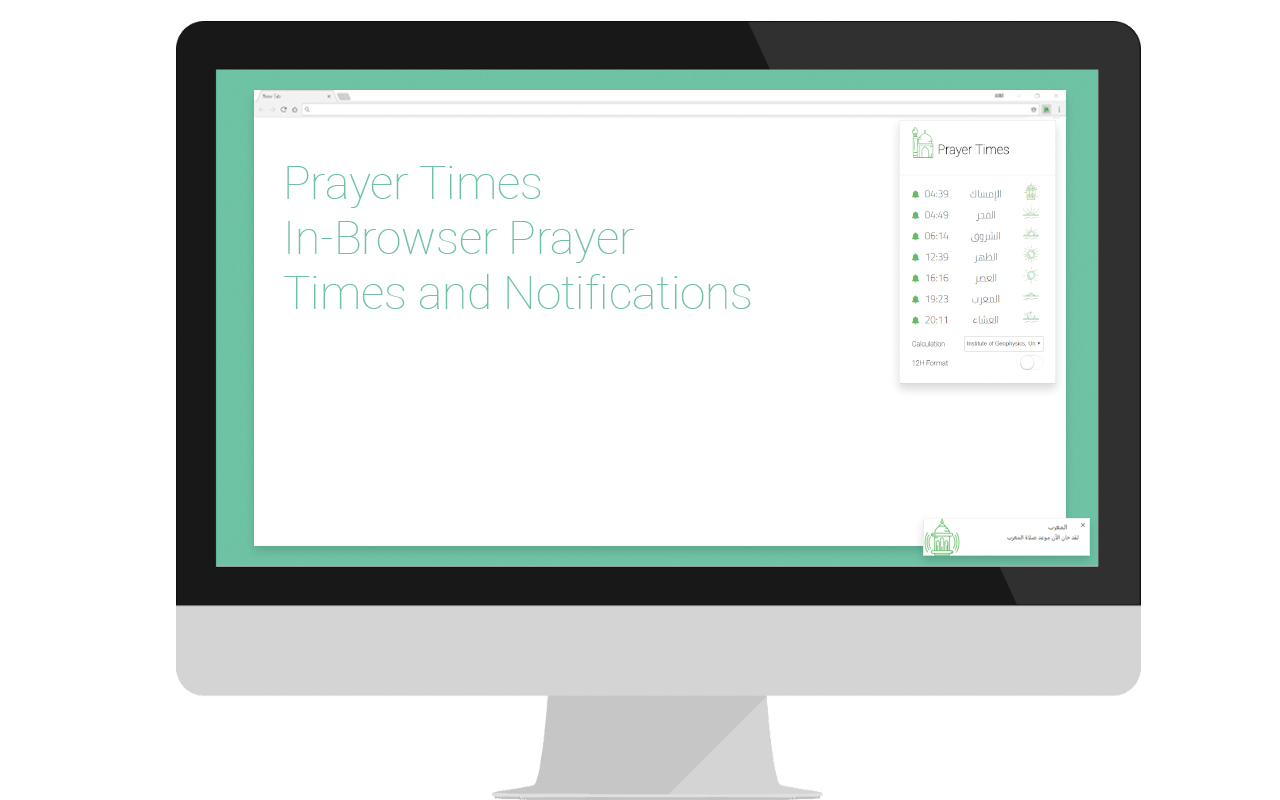 New Tab
Prayer Times
In-Browser Prayer
Times and Notifications
Prayer Times
04:39 الإمساك
04:49 الفجر
06:14 الشروق
12:39 الظهر
16:16 العصر
19:23 المغرب
20:11 العشاء
Calculation Institute of Geophysics, Un
12H Format
المغرب
لقد حان الآن موعد صلاة المغرب